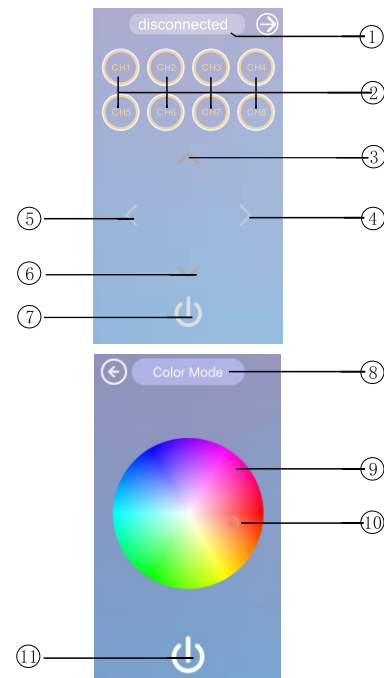 disconnected
①
CH1 CH2 CH3 CH4
②
CH5 CH6 CH7 CH8
③
⑤ ④
⑥
⑦
Color Mode ⑧
⑨
⑩
⑪